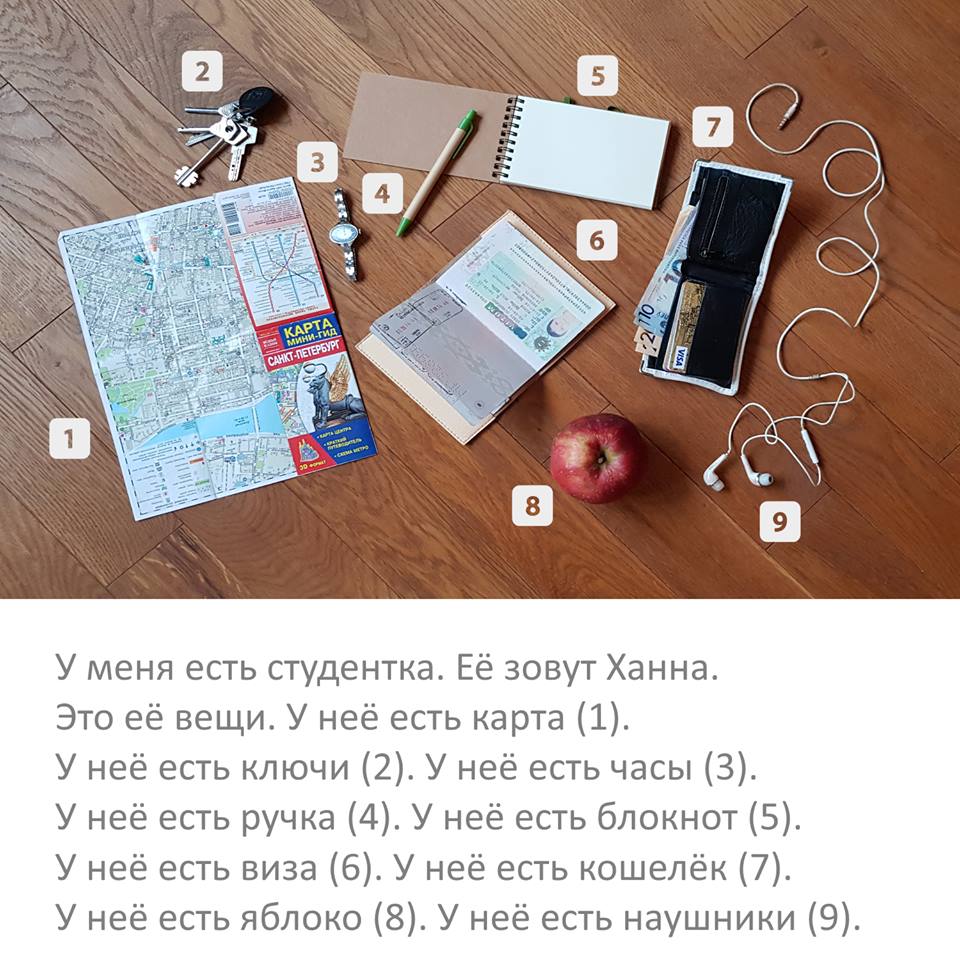 2
5
3
7
4
6
КАРТА
МИНИ-ГИД
САНКТ-ПЕТЕРБУРГ
1
• КАРТА ЦЕНТРА
• КРАТКИЙ
ПУТЕВОДИТЕЛЬ
• СХЕМА МЕТРО
3D ФОРМАТ
VISA
8
9
У меня есть студентка. Её зовут Ханна.
Это её вещи. У неё есть карта (1).
У неё есть ключи (2). У неё есть часы (3).
У неё есть ручка (4). У неё есть блокнот (5).
У неё есть виза (6). У неё есть кошелёк (7).
У неё есть яблоко (8). У неё есть наушники (9).